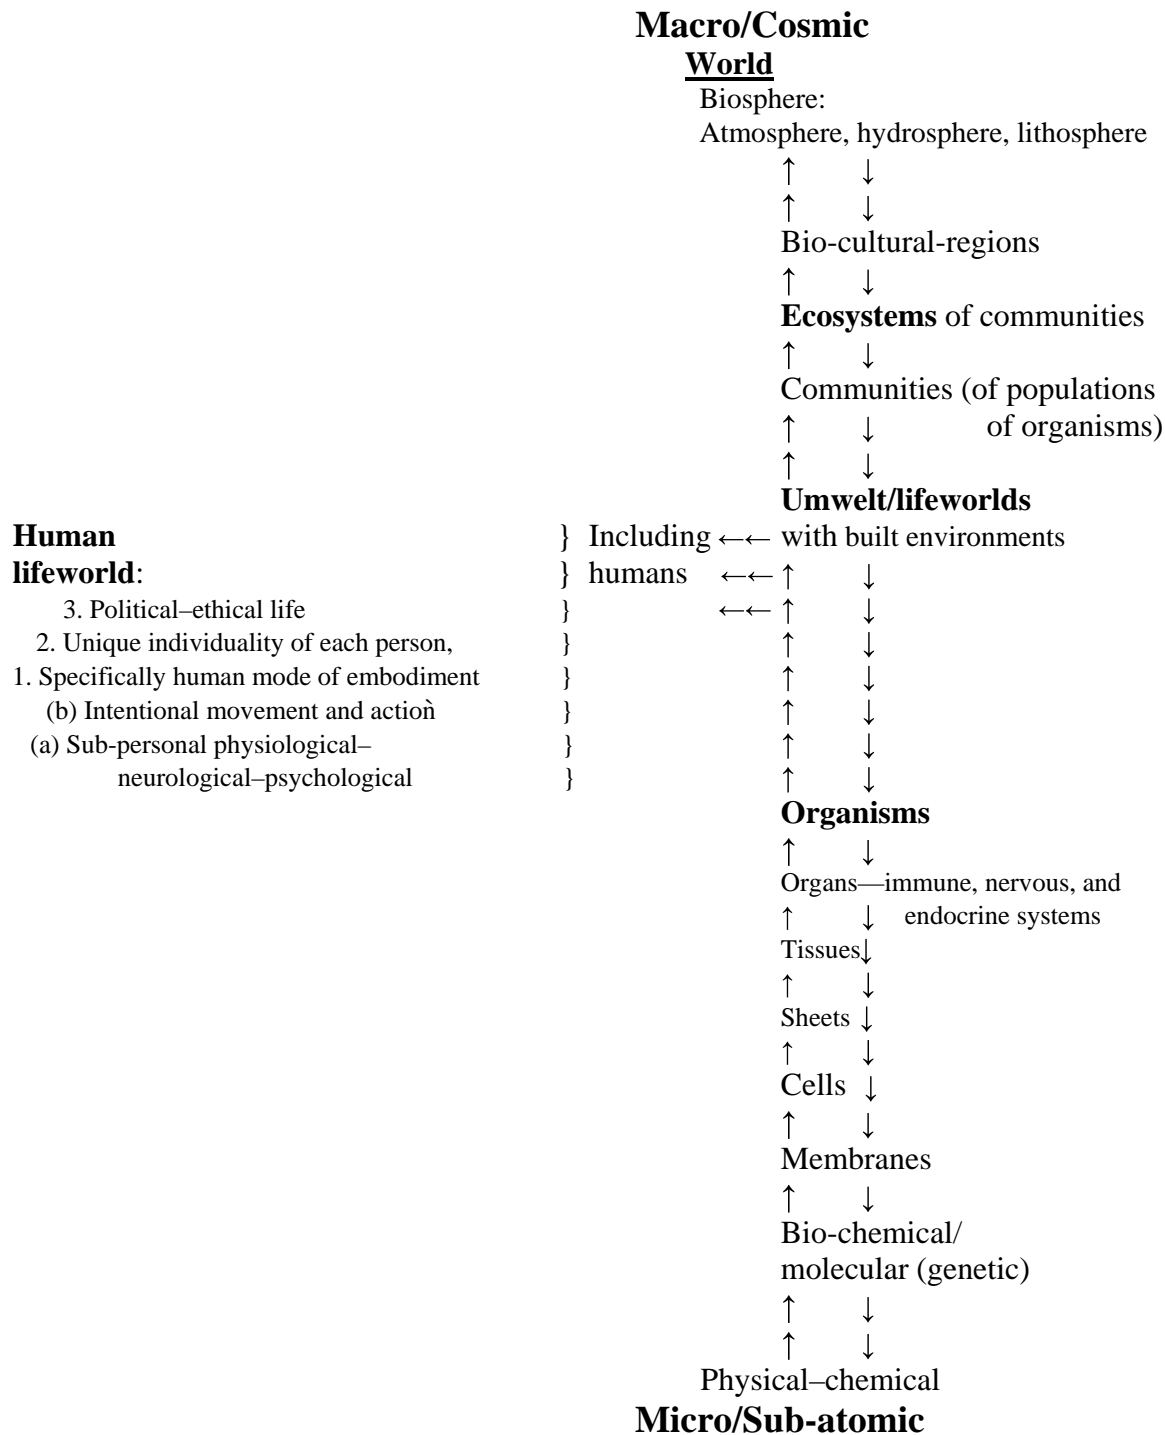 Macro/Cosmic
World
Biosphere:
Atmosphere, hydrosphere, lithosphere
↑ ↓
↑ ↓
Bio-cultural-regions
↑ ↓
Ecosystems of communities
↑ ↓
Communities (of populations
↑ ↓ of organisms)
↑ ↓
Umwelt/lifeworlds
Human } Including ←← with built environments
lifeworld: } humans ←← ↑ ↓
3. Political–ethical life } ←← ↑ ↓
2. Unique individuality of each person, } ↑ ↓
1. Specifically human mode of embodiment } ↑ ↓
(b) Intentional movement and actioǹ } ↑ ↓
(a) Sub-personal physiological– } ↑ ↓
neurological–psychological } ↑ ↓
Organisms
↑ ↓
Organs—immune, nervous, and
↑ ↓ endocrine systems
Tissues↓
↑ ↓
Sheets ↓
↑ ↓
Cells ↓
↑ ↓
Membranes
↑ ↓
Bio-chemical/
molecular (genetic)
↑ ↓
↑ ↓
Physical–chemical
Micro/Sub-atomic